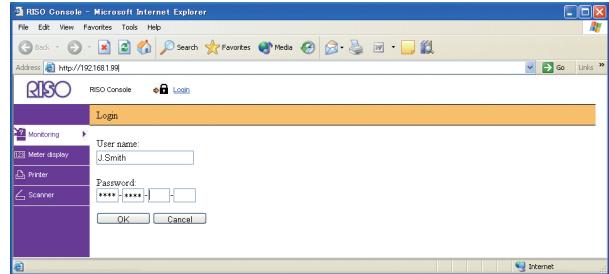 RISO Console - Microsoft Internet Explorer
File Edit View Favorites Tools Help
Back Search Favorites Media
Address http://192.168.1.99 Go Links »
RISO RISO Console Login
Login
Monitoring
User name:
J.Smith
123 Meter display
Printer
Password:
**** - **** - -
Scanner
OK Cancel
Internet